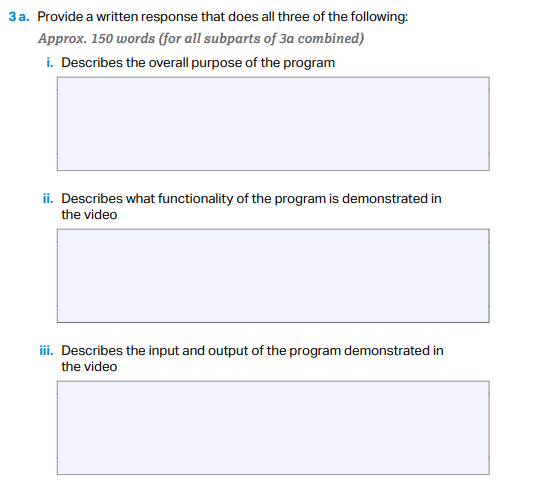 3a. Provide a written response that does all three of the following:
Approx. 150 words (for all subparts of 3a combined)
i. Describes the overall purpose of the program
ii. Describes what functionality of the program is demonstrated in
the video
iii. Describes the input and output of the program demonstrated in
the video